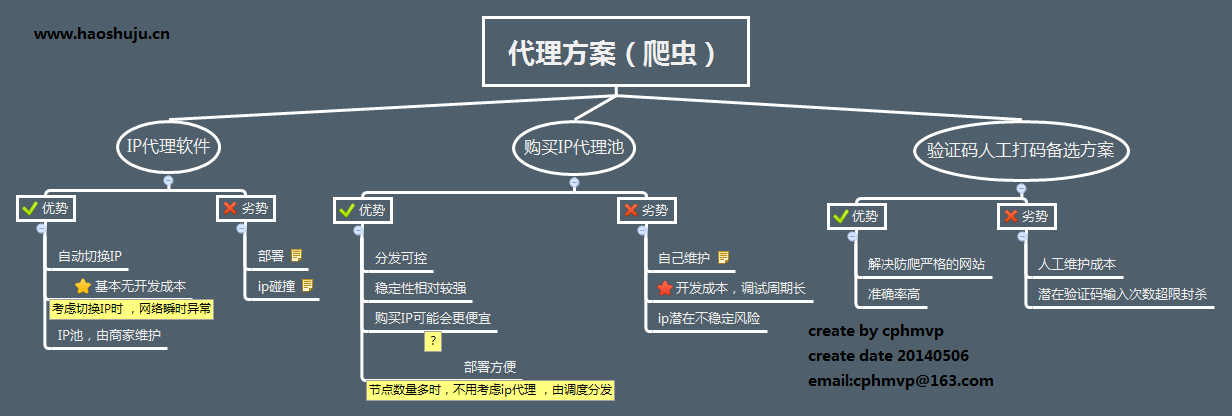 www.haoshuju.cn
代理方案（爬虫）
IP代理软件
优势
自动切换IP
基本无开发成本
考虑切换IP时 ，网络瞬时异常
IP池，由商家维护
劣势
部署
ip碰撞
购买IP代理池
优势
分发可控
稳定性相对较强
购买IP可能会更便宜
?
部署方便
节点数量多时，不用考虑ip代理 ，由调度分发
劣势
自己维护
开发成本，调试周期长
ip潜在不稳定风险
验证码人工打码备选方案
优势
解决防爬严格的网站
准确率高
劣势
人工维护成本
潜在验证码输入次数超限封杀
create by cphmvp
create date 20140506
email:cphmvp@163.com